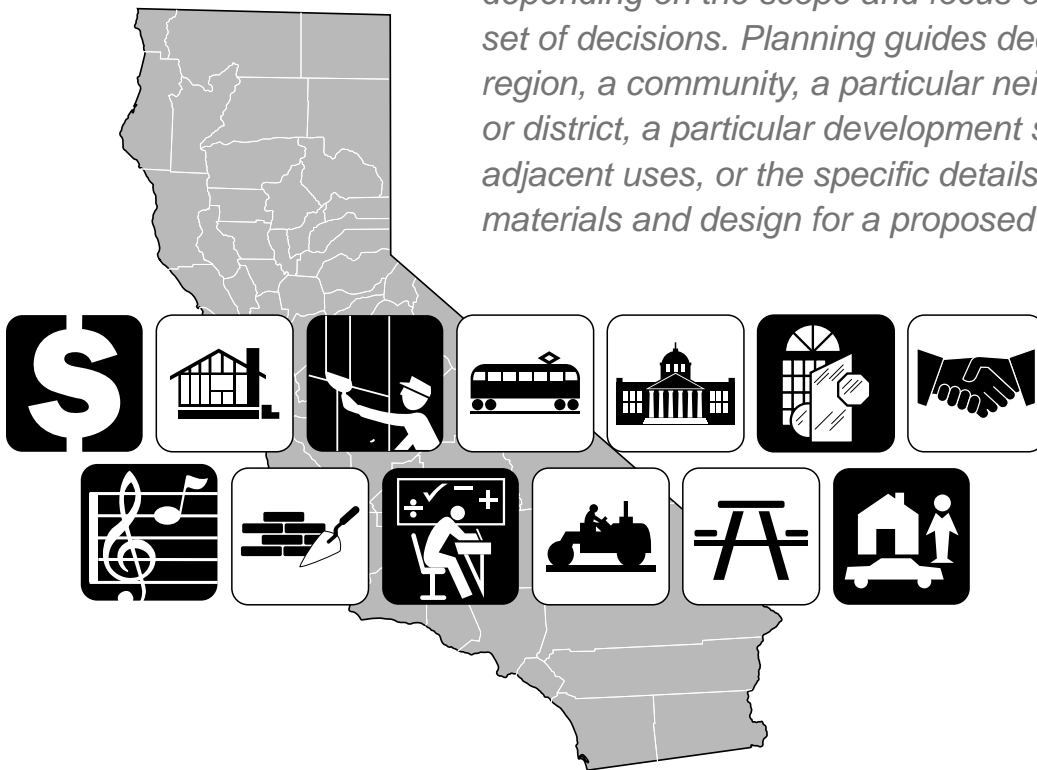 depending on the scope and focus
set of decisions. Planning guides
region, a community, a particular
or district, a particular development
adjacent uses, or the specific details
materials and design for a proposed
$
÷ ✓ − +